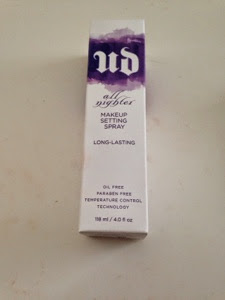 ud
all
nighter
MAKEUP
SETTING
SPRAY
LONG-LASTING
OIL FREE
PARABEN FREE
TEMPERATURE CONTROL
TECHNOLOGY
118 ml / 4.0 fl oz